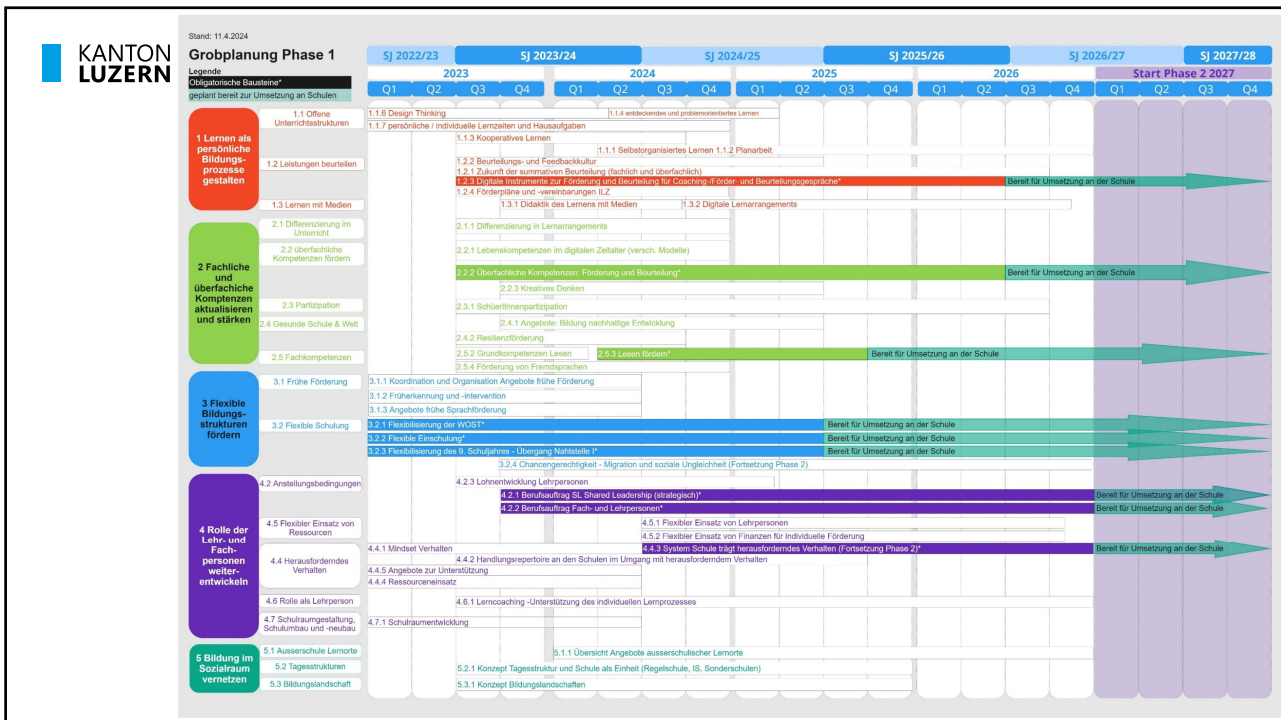 KANTON
LUZERN
Stand: 11.4.2024
Grobplanung Phase 1
Legende
Obligatorische Bausteine*
geplant bereit zur Umsetzung an Schulen
SJ 2022/23 SJ 2023/24 SJ 2024/25 SJ 2025/26 SJ 2026/27 SJ 2027/28
2023 2024 2025 2026 Start Phase 2 2027
Q1 Q2 Q3 Q4 Q1 Q2 Q3 Q4 Q1 Q2 Q3 Q4 Q1 Q2 Q3 Q4 Q1 Q2 Q3 Q4
1 Lernen als
persönliche
Bildungs-
prozesse
gestalten
1.1 Offene
Unterrichtsstrukturen
1.1.6 Design Thinking
1.1.4 entdeckendes und problemorientiertes Lernen
1.1.7 persönliche / individuelle Lernzeiten und Hausaufgaben
1.1.3 Kooperatives Lernen
1.1.1 Selbstorganisiertes Lernen 1.1.2 Planarbeit
1.2 Leistungen beurteilen
1.2.2 Beurteilungs- und Feedbackkultur
1.2.1 Zukunft der summativen Beurteilung (fachlich und überfachlich)
1.2.3 Digitale Instrumente zur Förderung und Beurteilung für Coaching-/Förder- und Beurteilungsgespräche*
Bereit für Umsetzung an der Schule
1.2.4 Förderpläne und -vereinbarungen ILZ
1.3 Lernen mit Medien
1.3.1 Didaktik des Lernens mit Medien
1.3.2 Digitale Lernarrangements
2 Fachliche
und
überfachiche
Komptenzen
aktualisieren
und stärken
2.1 Differenzierung im
Unterricht
2.1.1 Differenzierung in Lernarrangements
2.2 überfachliche
Kompetenzen fördern
2.2.1 Lebenskompetenzen im digitalen Zeitalter (versch. Modelle)
2.2.2 Überfachliche Kompetenzen: Förderung und Beurteilung*
Bereit für Umsetzung an der Schule
2.2.3 Kreatives Denken
2.3 Partizipation
2.3.1 SchüerInnenpartizipation
2.4 Gesunde Schule & Welt
2.4.1 Angebote: Bildung nachhaltige Entwicklung
2.4.2 Resilienzförderung
2.5 Fachkompetenzen
2.5.2 Grundkompetenzen Lesen
2.5.3 Lesen fördern*
Bereit für Umsetzung an der Schule
2.5.4 Förderung von Fremdsprachen
3 Flexible
Bildungs-
strukturen
fördern
3.1 Frühe Förderung
3.1.1 Koordination und Organisation Angebote frühe Förderung
3.1.2 Früherkennung und -intervention
3.1.3 Angebote frühe Sprachförderung
3.2 Flexible Schulung
3.2.1 Flexibilisierung der WOST*
Bereit für Umsetzung an der Schule
3.2.2 Flexible Einschulung*
Bereit für Umsetzung an der Schule
3.2.3 Flexibilisierung des 9. Schuljahres - Übergang Nahtstelle I*
Bereit für Umsetzung an der Schule
3.2.4 Chancengerechtigkeit - Migration und soziale Ungleichheit (Fortsetzung Phase 2)
4 Rolle der
Lehr- und
Fach-
personen
weiter-
entwickeln
4.2 Anstellungsbedingungen
4.2.3 Lohnentwicklung Lehrpersonen
4.2.1 Berufsauftrag SL Shared Leadership (strategisch)*
Bereit für Umsetzung an der Schule
4.2.2 Berufsauftrag Fach- und Lehrpersonen*
Bereit für Umsetzung an der Schule
4.5 Flexibler Einsatz von
Ressourcen
4.5.1 Flexibler Einsatz von Lehrpersonen
4.5.2 Flexibler Einsatz von Finanzen für individuelle Förderung
4.4 Herausforderndes
Verhalten
4.4.1 Mindset Verhalten
4.4.3 System Schule trägt herausforderndes Verhalten (Fortsetzung Phase 2)*
Bereit für Umsetzung an der Schule
4.4.2 Handlungsrepertoire an den Schulen im Umgang mit herausforderndem Verhalten
4.4.5 Angebote zur Unterstützung
4.4.4 Ressourceneinsatz
4.6 Rolle als Lehrperson
4.6.1 Lerncoaching -Unterstützung des individuellen Lernprozesses
4.7 Schulraumgestaltung,
Schulumbau und -neubau
4.7.1 Schulraumentwicklung
5 Bildung im
Sozialraum
vernetzen
5.1 Ausserschule Lernorte
5.1.1 Übersicht Angebote ausserschulischer Lernorte
5.2 Tagesstrukturen
5.2.1 Konzept Tagesstruktur und Schule als Einheit (Regelschule, IS, Sonderschulen)
5.3 Bildungslandschaft
5.3.1 Konzept Bildungslandschaften